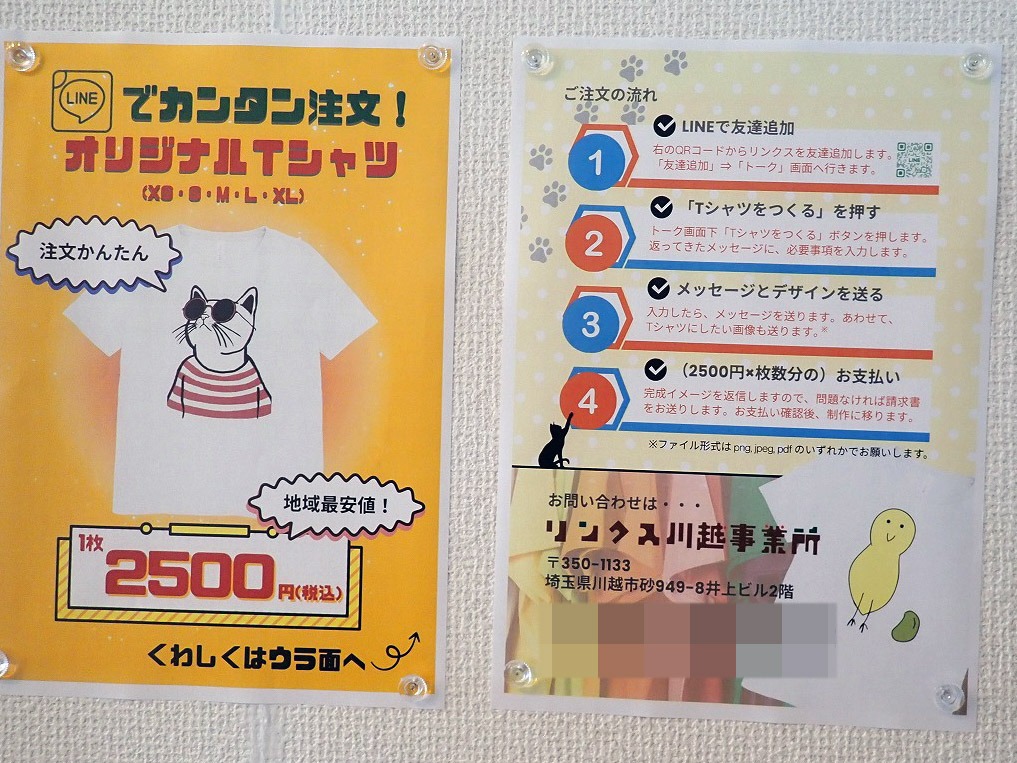 LINE
でカンタン注文！
オリジナルTシャツ
(XS・S・M・L・XL)
注文かんたん
地域最安値！
1枚
2500円(税込)
くわしくはウラ面へ
ご注文の流れ
1
LINEで友達追加
右のQRコードからリンクスを友達追加します。
「友達追加」⇒「トーク」画面へ行きます。
LINE
2
「Tシャツをつくる」を押す
トーク画面下「Tシャツをつくる」ボタンを押します。
返ってきたメッセージに、必要事項を入力します。
3
メッセージとデザインを送る
入力したら、メッセージを送ります。あわせて、
Tシャツにしたい画像も送ります。※
4
（2500円×枚数分の）お支払い
完成イメージを返信しますので、問題なければ請求書
をお送りします。お支払い確認後、制作に移ります。
※ファイル形式は png, jpeg, pdf のいずれかでお願いします。
お問い合わせは・・・
リンクス川越事業所
〒350-1133
埼玉県川越市砂949-8井上ビル2階